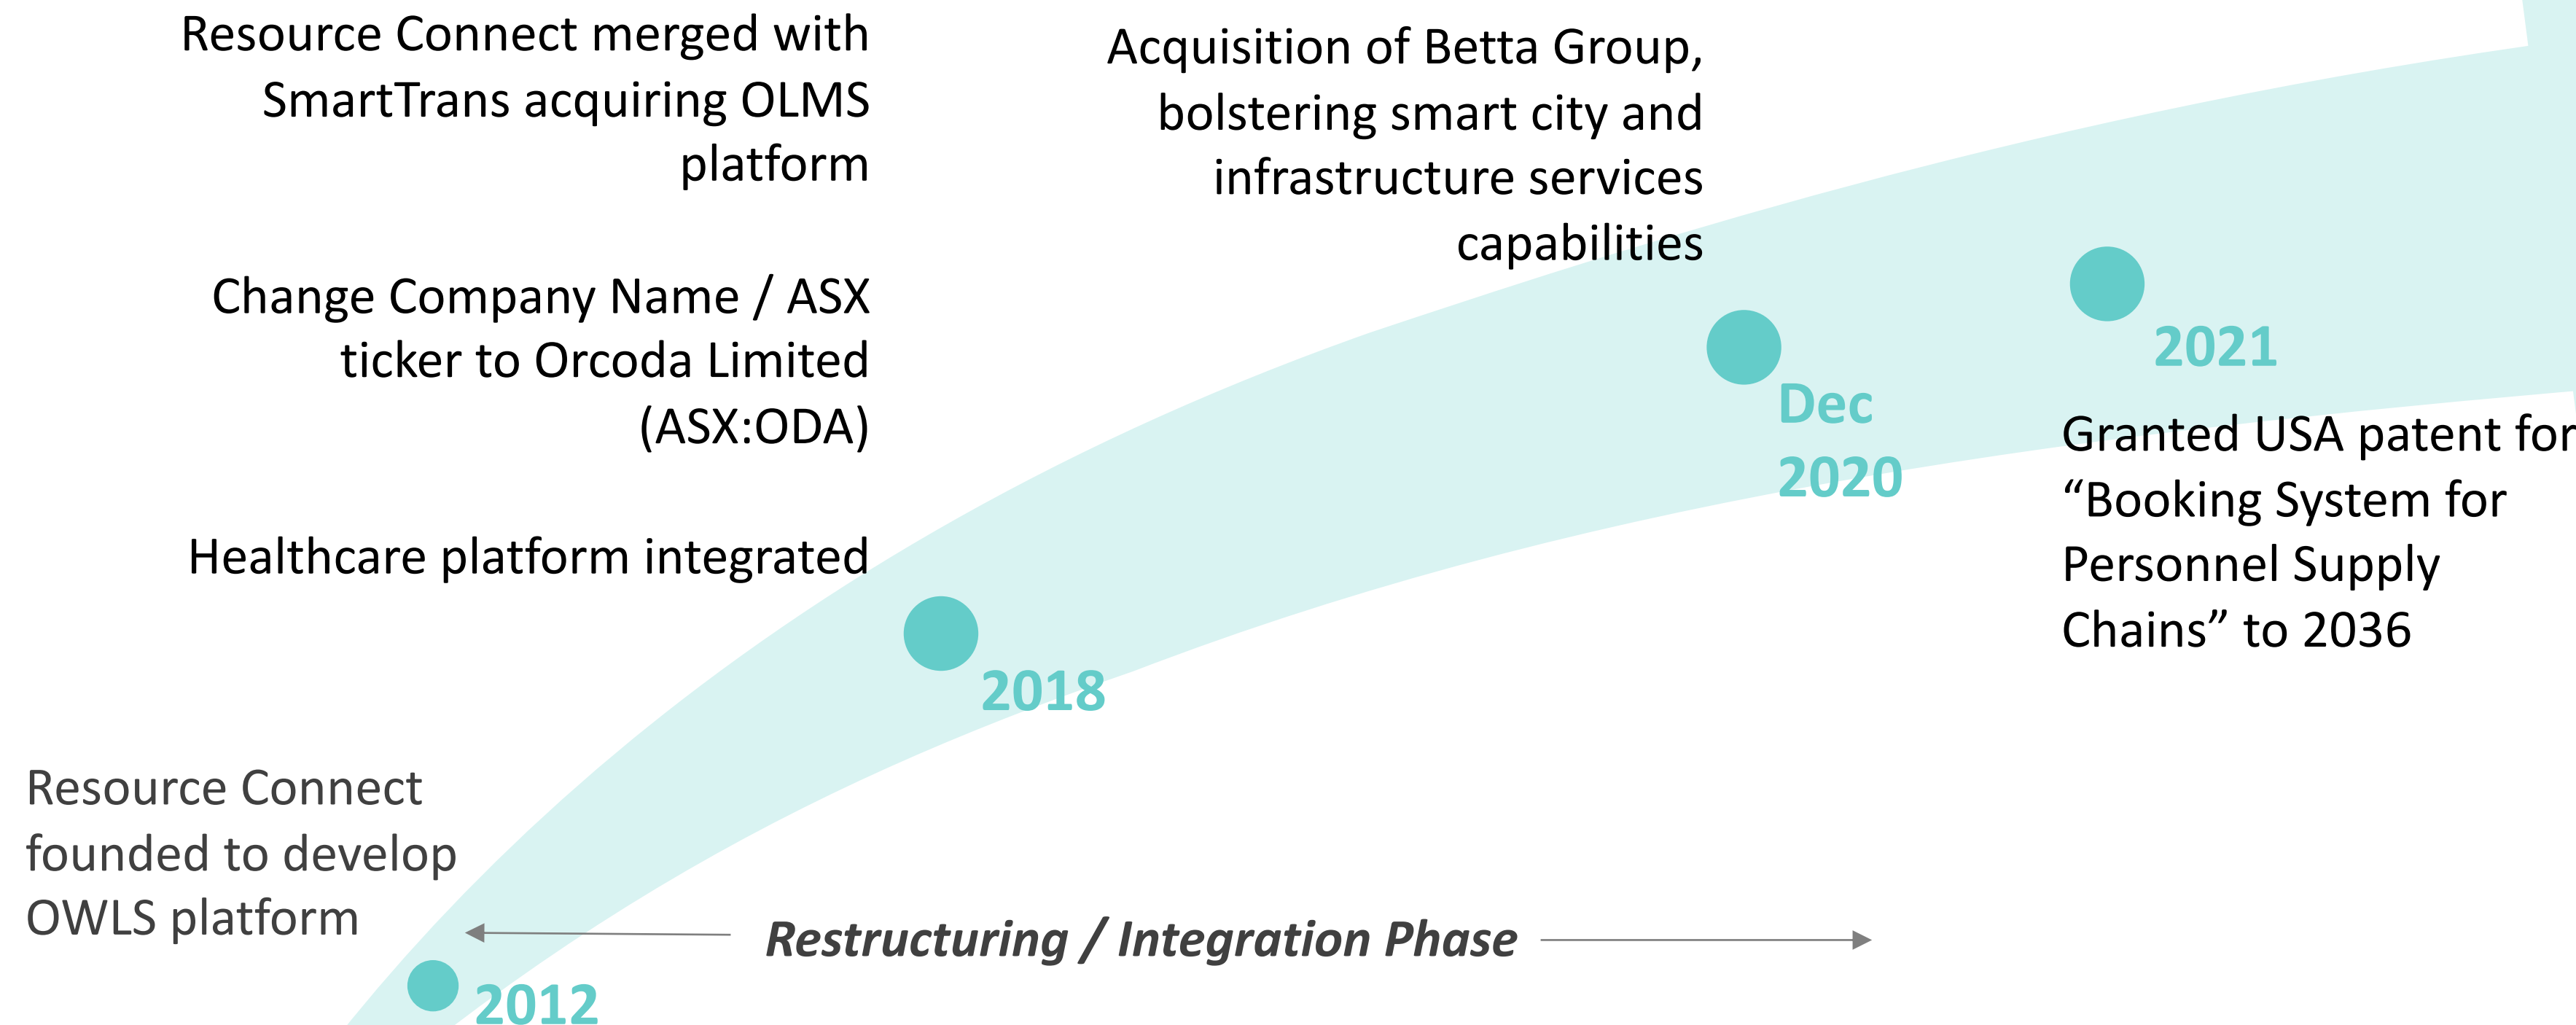 Resource Connect merged with
SmartTrans acquiring OLMS
platform
Change Company Name / ASX
ticker to Orcoda Limited
(ASX:ODA)
Healthcare platform integrated
2018
Acquisition of Betta Group,
bolstering smart city and
infrastructure services
capabilities
Dec
2020
2021
Granted USA patent for
“Booking System for
Personnel Supply
Chains” to 2036
Resource Connect
founded to develop
OWLS platform
2012
Restructuring / Integration Phase